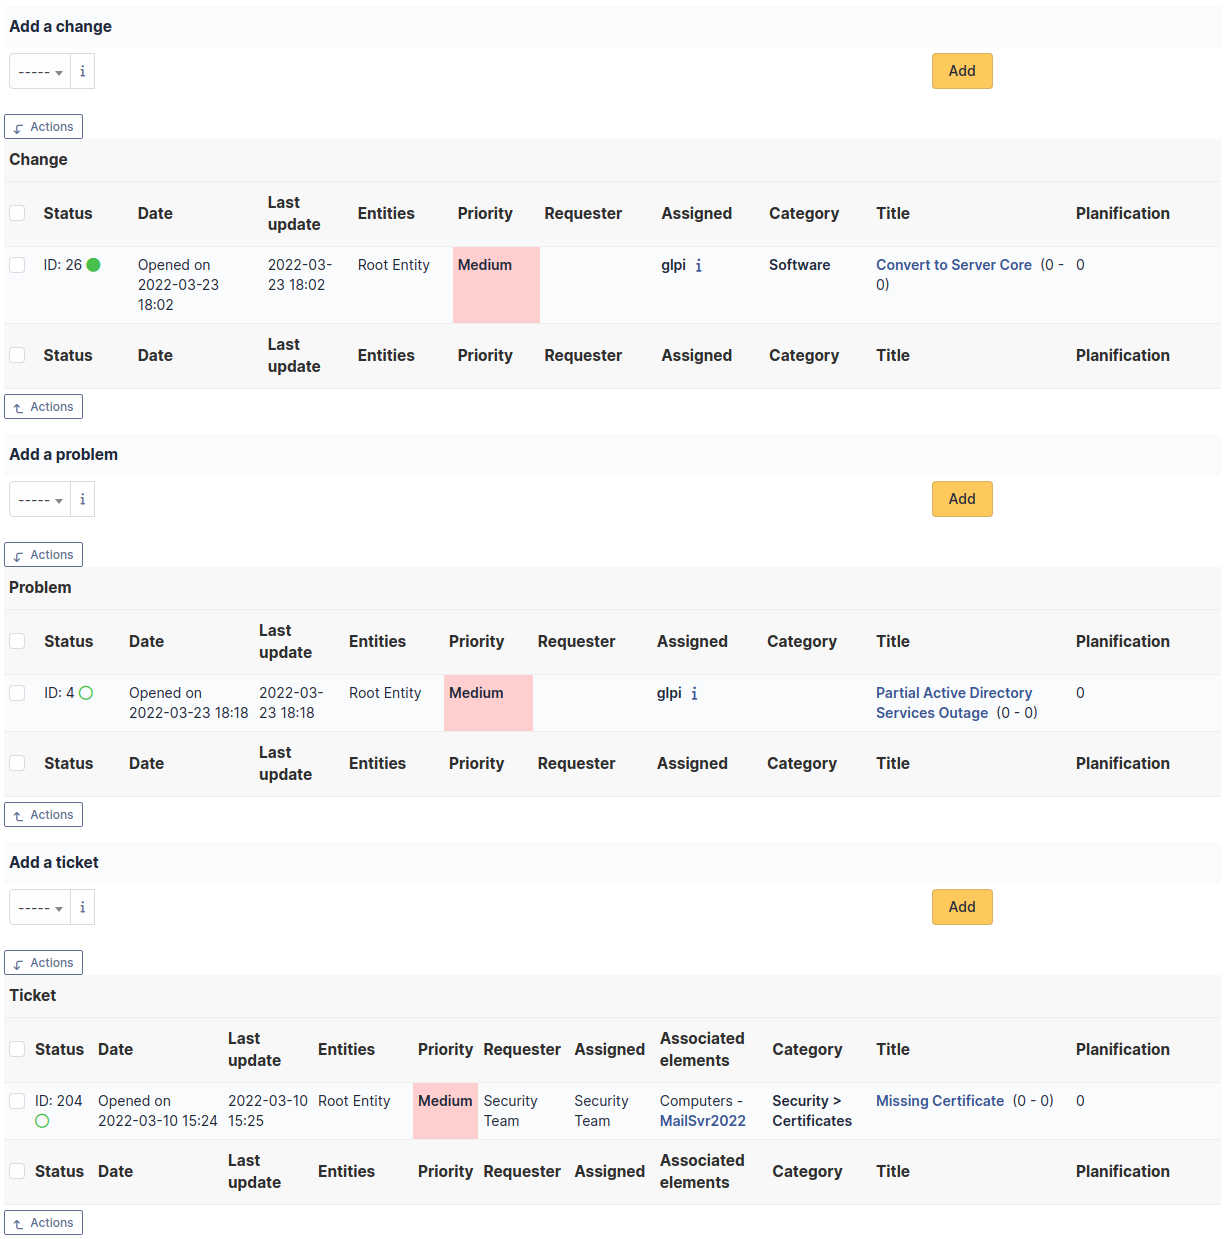 Add a change
-----
i
Add
Actions
Change
Status Date Last update Entities Priority Requester Assigned Category Title Planification
ID: 26 Opened on 2022-03-23 18:02 2022-03-23 18:02 Root Entity Medium glpi i Software Convert to Server Core (0 - 0) 0
Status Date Last update Entities Priority Requester Assigned Category Title Planification
Actions
Add a problem
-----
i
Add
Actions
Problem
Status Date Last update Entities Priority Requester Assigned Category Title Planification
ID: 4 Opened on 2022-03-23 18:18 2022-03-23 18:18 Root Entity Medium glpi i Partial Active Directory Services Outage (0 - 0) 0
Status Date Last update Entities Priority Requester Assigned Category Title Planification
Actions
Add a ticket
-----
i
Add
Actions
Ticket
Status Date Last update Entities Priority Requester Assigned Associated elements Category Title Planification
ID: 204 Opened on 2022-03-10 15:24 2022-03-10 15:25 Root Entity Medium Security Team Security Team Computers - MailSvr2022 Security > Certificates Missing Certificate (0 - 0) 0
Status Date Last update Entities Priority Requester Assigned Associated elements Category Title Planification
Actions